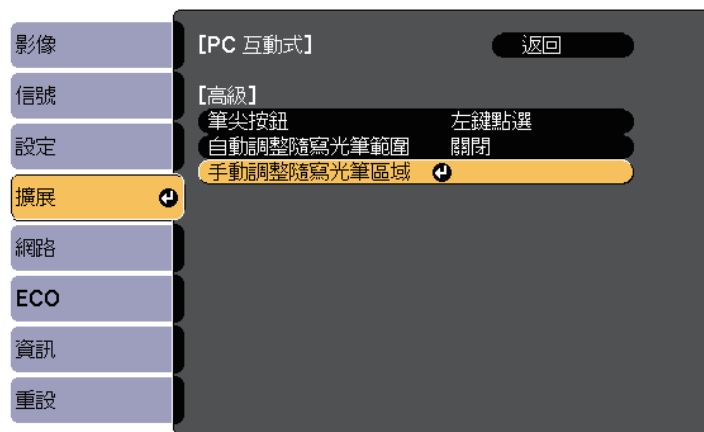 影像
信號
設定
擴展
網路
ECO
資訊
重設
[PC 互動式] 返回
[高級]
筆尖按鈕 左鍵點選
自動調整隨寫光筆範圍 關閉
手動調整隨寫光筆區域